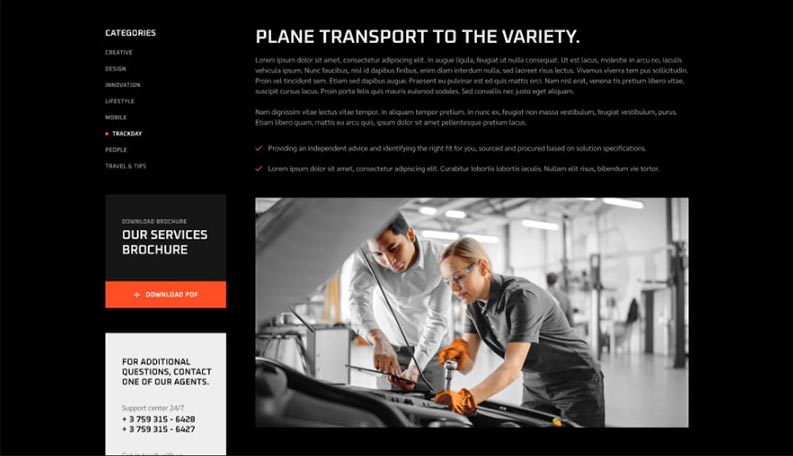 CATEGORIES
CREATIVE
DESIGN
INNOVATION
LIFESTYLE
MOBILE
TRACKDAY
PEOPLE
TRAVEL & TIPS
DOWNLOAD BROCHURE
OUR SERVICES
BROCHURE
+ DOWNLOAD PDF
FOR ADDITIONAL
QUESTIONS, CONTACT
ONE OF OUR AGENTS.
Support center 24/7
+ 3 759 315 - 6428
+ 3 759 315 - 6427
PLANE TRANSPORT TO THE VARIETY.
Lorem ipsum dolor sit amet, consectetur adipiscing elit. In augue ligula, feugiat ut nulla consequat. Ut est lacus, molestie in arcu no, iaculis
vehicula ipsum. Nunc faucibus, nisl id dapibus finibus, enim diam interdum nulla, sed laoreet risus lectus. Vivamus viverra tem pus sollicitudin.
Proin vel tincidunt sem. Etiam sed dapibus augue. Praesent eu pulvinar est ed quis mattis orci. Nam nisl erat, venena tis pretium libero vitae,
suscipit cursus lacus. Proin porta felis quis mauris euismod sodales. Sed convallis nec justo eget aliquam.
Nam dignissim vitae lectus vitae tempor. In aliquam tempor pretium. In nunc ex, feugiat non massa vestibulum, feugiat vestibulum, purus.
Etiam libero quam, mattis eu arcu quis, ipsum dolor sit amet pellentesque pretium lacus.
Providing an independent advice and identifying the right fit for you, sourced and procured based on solution specifications.
Lorem ipsum dolor sit amet, consectetur adipiscing elit. Curabitur lobortis lobortis iaculis. Nullam elit risus, bibendum vie tortor.